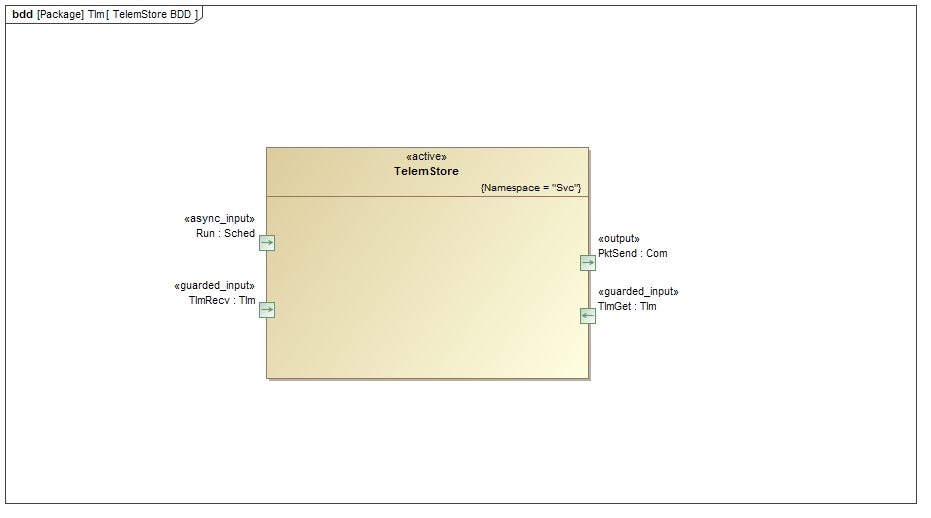 bdd [Package] Tlm [ TelemStore BDD ]
«active»
TelemStore
{Namespace = "Svc"}
«async_input»
Run : Sched
«output»
PktSend : Com
«guarded_input»
TlmRecv : Tlm
«guarded_input»
TlmGet : Tlm